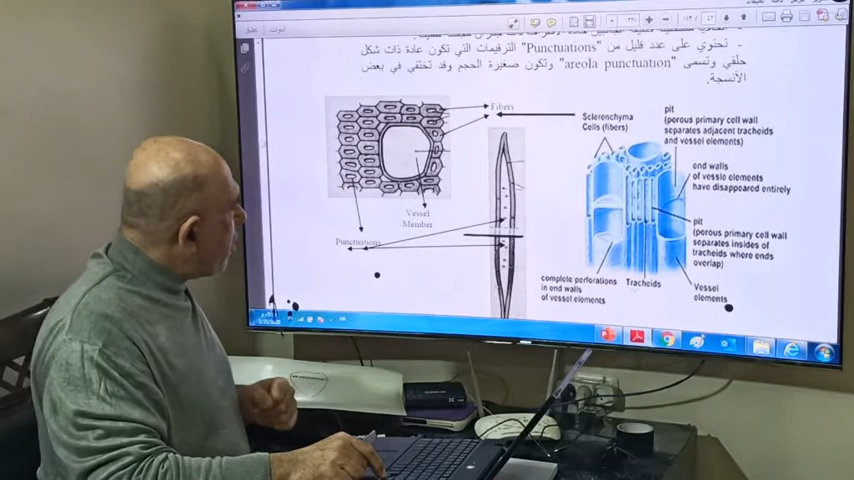 - تحتوي على عدد قليل من "Punctuations" الترقيمات التي تكون عادة ذات شكل
حلقي وتسمى "areola punctuation" وتكون صغيرة الحجم وقد تختفي في بعض
الأنسجة.
Fibers
Vessel
Member
Punctuations
Sclerenchyma
Cells (fibers)
pit
(porous primary cell wall
separates adjacent tracheids
and vessel elements)
end walls
of vessle elements
have disappeared entirely
pit
(porous primary cell wall
separates insides of
tracheids where ends
overlap)
complete perforations
in end walls
of vessel elements
Tracheids
Vessel
elements